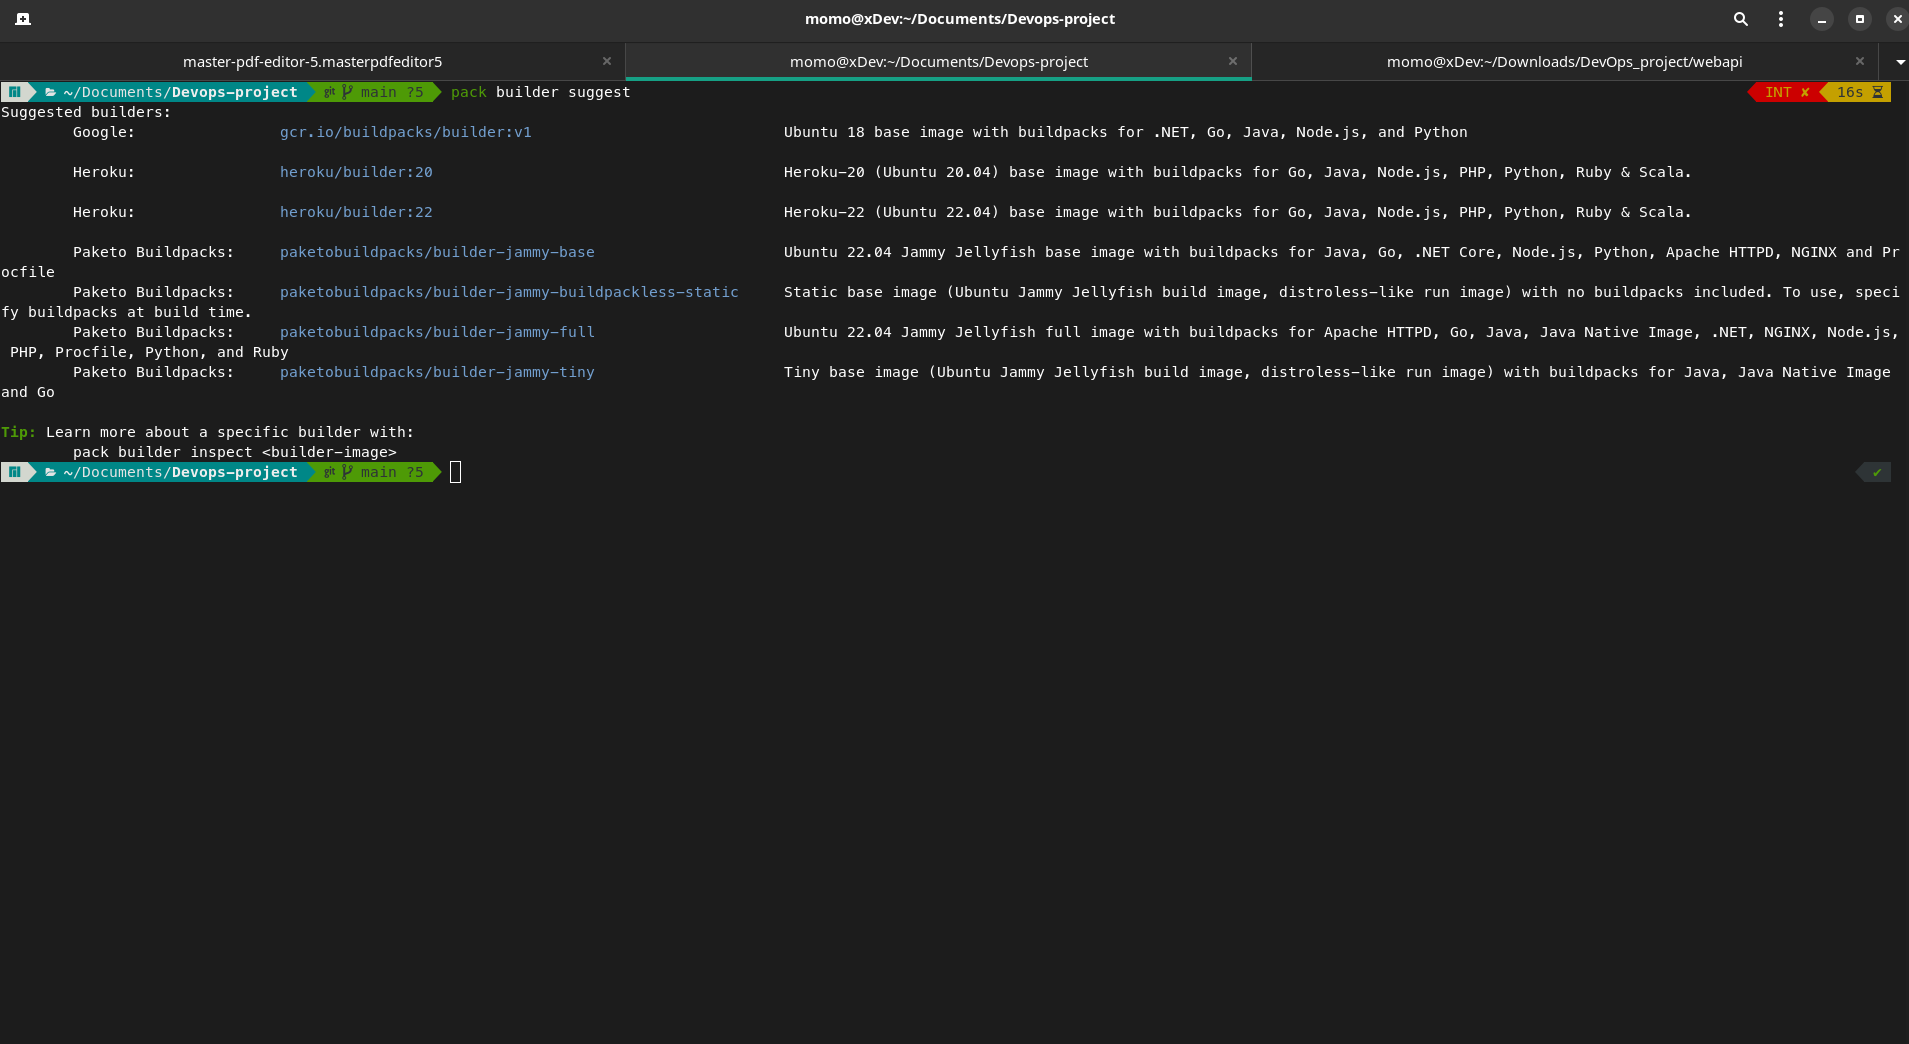 momo@xDev:~/Documents/Devops-project
master-pdf-editor-5.masterpdfeditor5
momo@xDev:~/Documents/Devops-project
momo@xDev:~/Downloads/DevOps_project/webapi
~/Documents/Devops-project git main ?5 pack builder suggest INT ✘ 16s
Suggested builders:
Google: gcr.io/buildpacks/builder:v1 Ubuntu 18 base image with buildpacks for .NET, Go, Java, Node.js, and Python
Heroku: heroku/builder:20 Heroku-20 (Ubuntu 20.04) base image with buildpacks for Go, Java, Node.js, PHP, Python, Ruby & Scala.
Heroku: heroku/builder:22 Heroku-22 (Ubuntu 22.04) base image with buildpacks for Go, Java, Node.js, PHP, Python, Ruby & Scala.
Paketo Buildpacks: paketobuildpacks/builder-jammy-base Ubuntu 22.04 Jammy Jellyfish base image with buildpacks for Java, Go, .NET Core, Node.js, Python, Apache HTTPD, NGINX and Pr
ocfile
Paketo Buildpacks: paketobuildpacks/builder-jammy-buildpackless-static Static base image (Ubuntu Jammy Jellyfish build image, distroless-like run image) with no buildpacks included. To use, speci
fy buildpacks at build time.
Paketo Buildpacks: paketobuildpacks/builder-jammy-full Ubuntu 22.04 Jammy Jellyfish full image with buildpacks for Apache HTTPD, Go, Java, Java Native Image, .NET, NGINX, Node.js,
PHP, Procfile, Python, and Ruby
Paketo Buildpacks: paketobuildpacks/builder-jammy-tiny Tiny base image (Ubuntu Jammy Jellyfish build image, distroless-like run image) with buildpacks for Java, Java Native Image
and Go
Tip: Learn more about a specific builder with:
pack builder inspect <builder-image>
~/Documents/Devops-project git main ?5 ✔